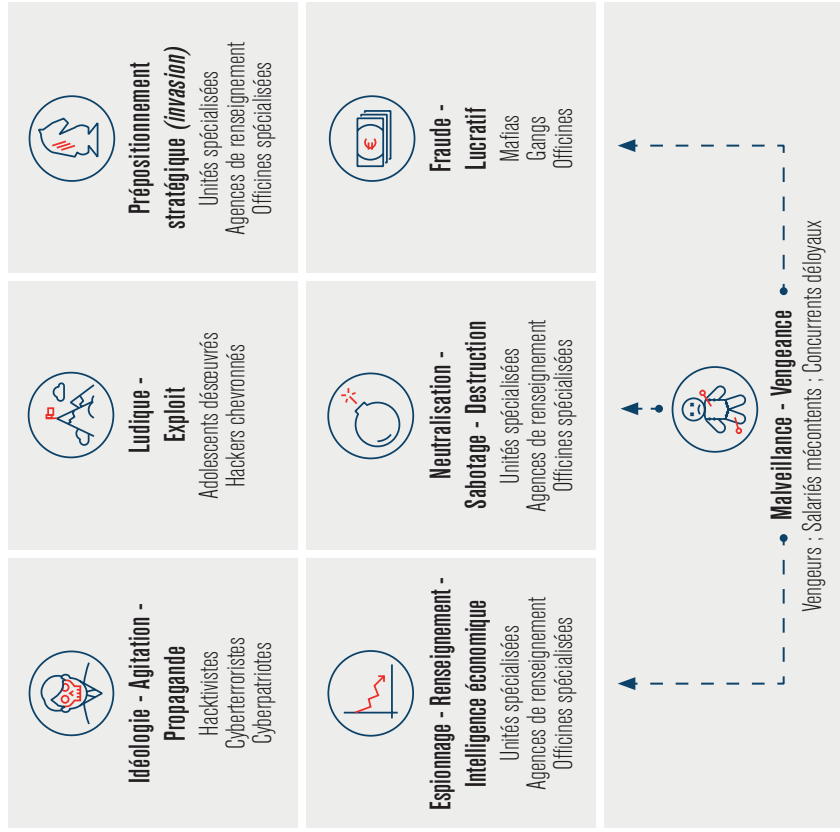 Idéologie - Agitation -
Propagande
Hacktivistes
Cyberterroristes
Cyberpatriotes
Ludique -
Exploit
Adolescents désœuvrés
Hackers chevronnés
Prépositionnement
stratégique (invasion)
Unités spécialisées
Agences de renseignement
Officines spécialisées
Espionnage - Renseignement -
Intelligence économique
Unités spécialisées
Agences de renseignement
Officines spécialisées
Neutralisation -
Sabotage - Destruction
Unités spécialisées
Agences de renseignement
Officines spécialisées
Fraude -
Lucratif
Mafias
Gangs
Officines
€
Malveillance - Vengeance
Vengeurs ; Salariés mécontents ; Concurrents déloyaux